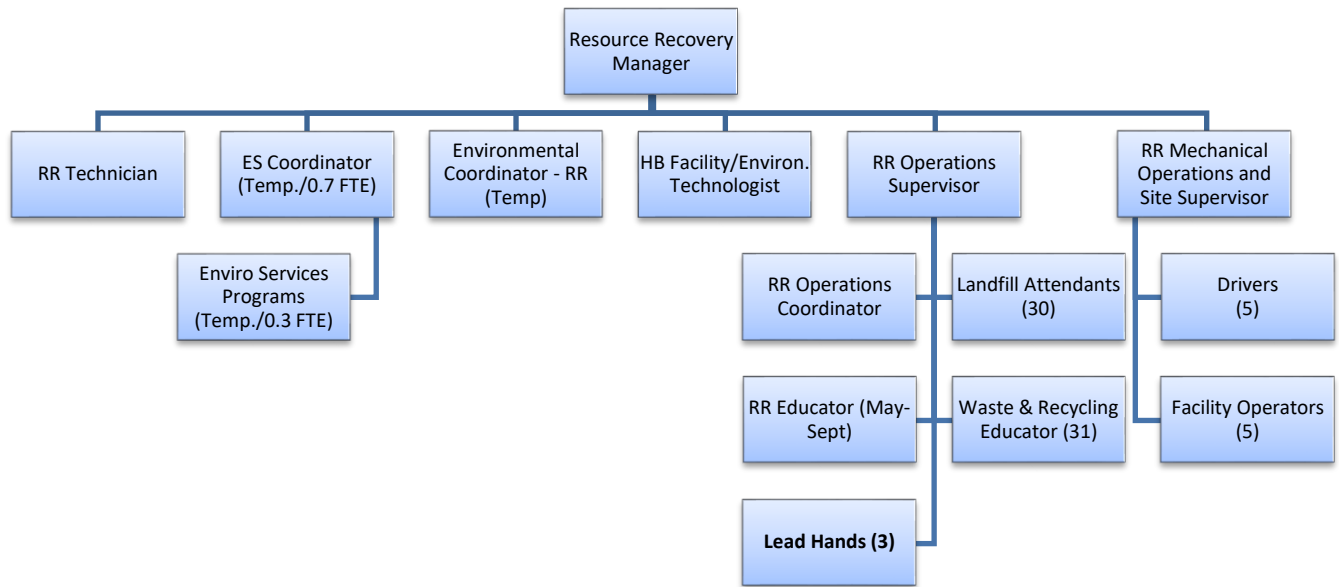 Resource Recovery
Manager
RR Technician
ES Coordinator
(Temp./0.7 FTE)
Environmental
Coordinator - RR
(Temp)
HB Facility/Environ.
Technologist
RR Operations
Supervisor
RR Mechanical
Operations and
Site Supervisor
Enviro Services
Programs
(Temp./0.3 FTE)
RR Operations
Coordinator
Landfill Attendants
(30)
Drivers
(5)
RR Educator (May-
Sept)
Waste & Recycling
Educator (31)
Facility Operators
(5)
Lead Hands (3)